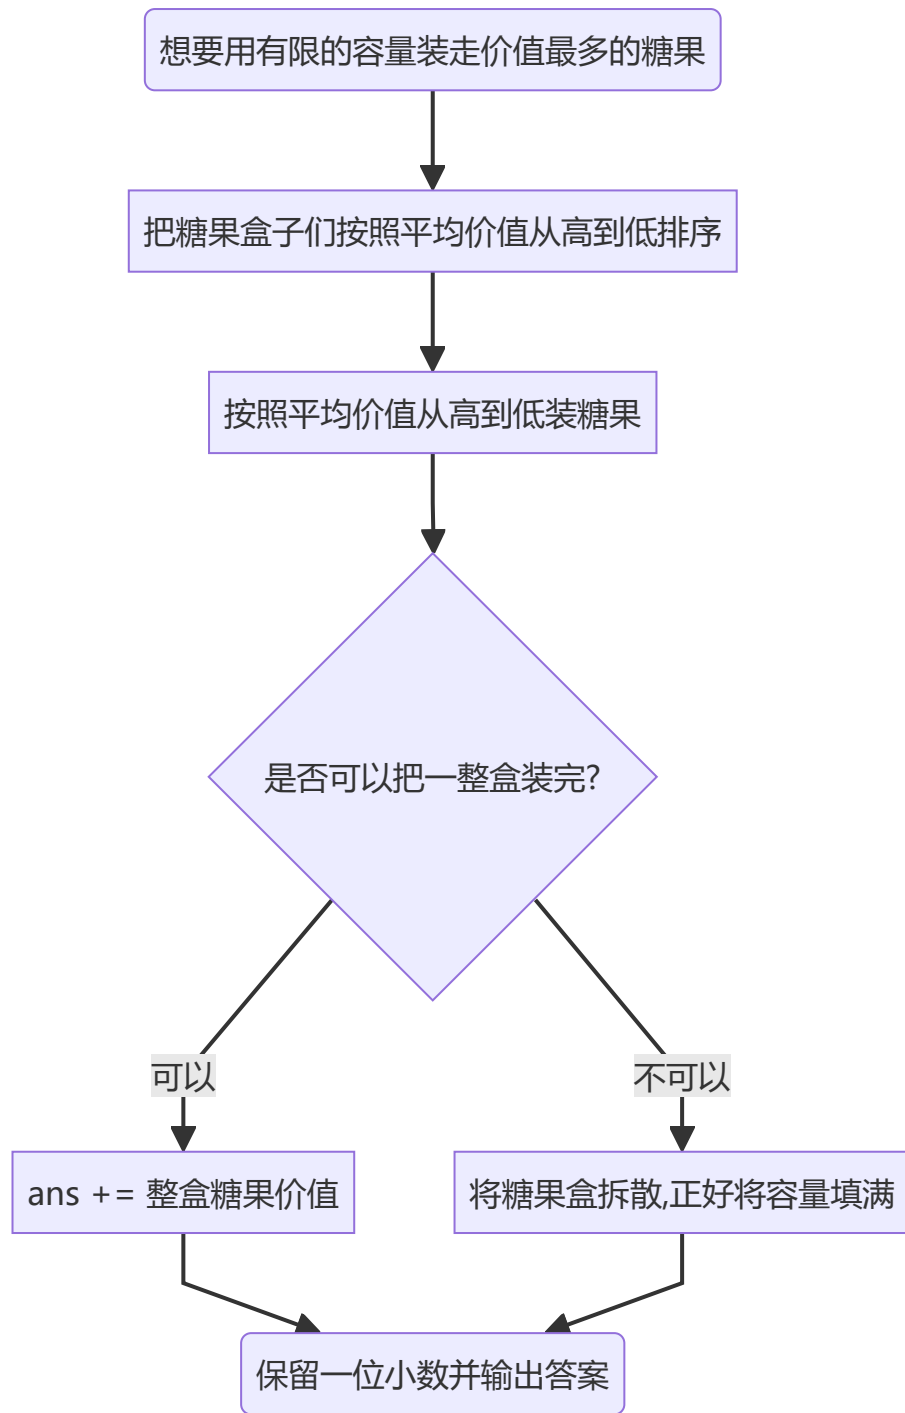 想要用有限的容量装走价值最多的糖果
把糖果盒子们按照平均价值从高到低排序
按照平均价值从高到低装糖果
是否可以把一整盒装完?
可以
不可以
ans += 整盒糖果价值
将糖果盒拆散,正好将容量填满
保留一位小数并输出答案